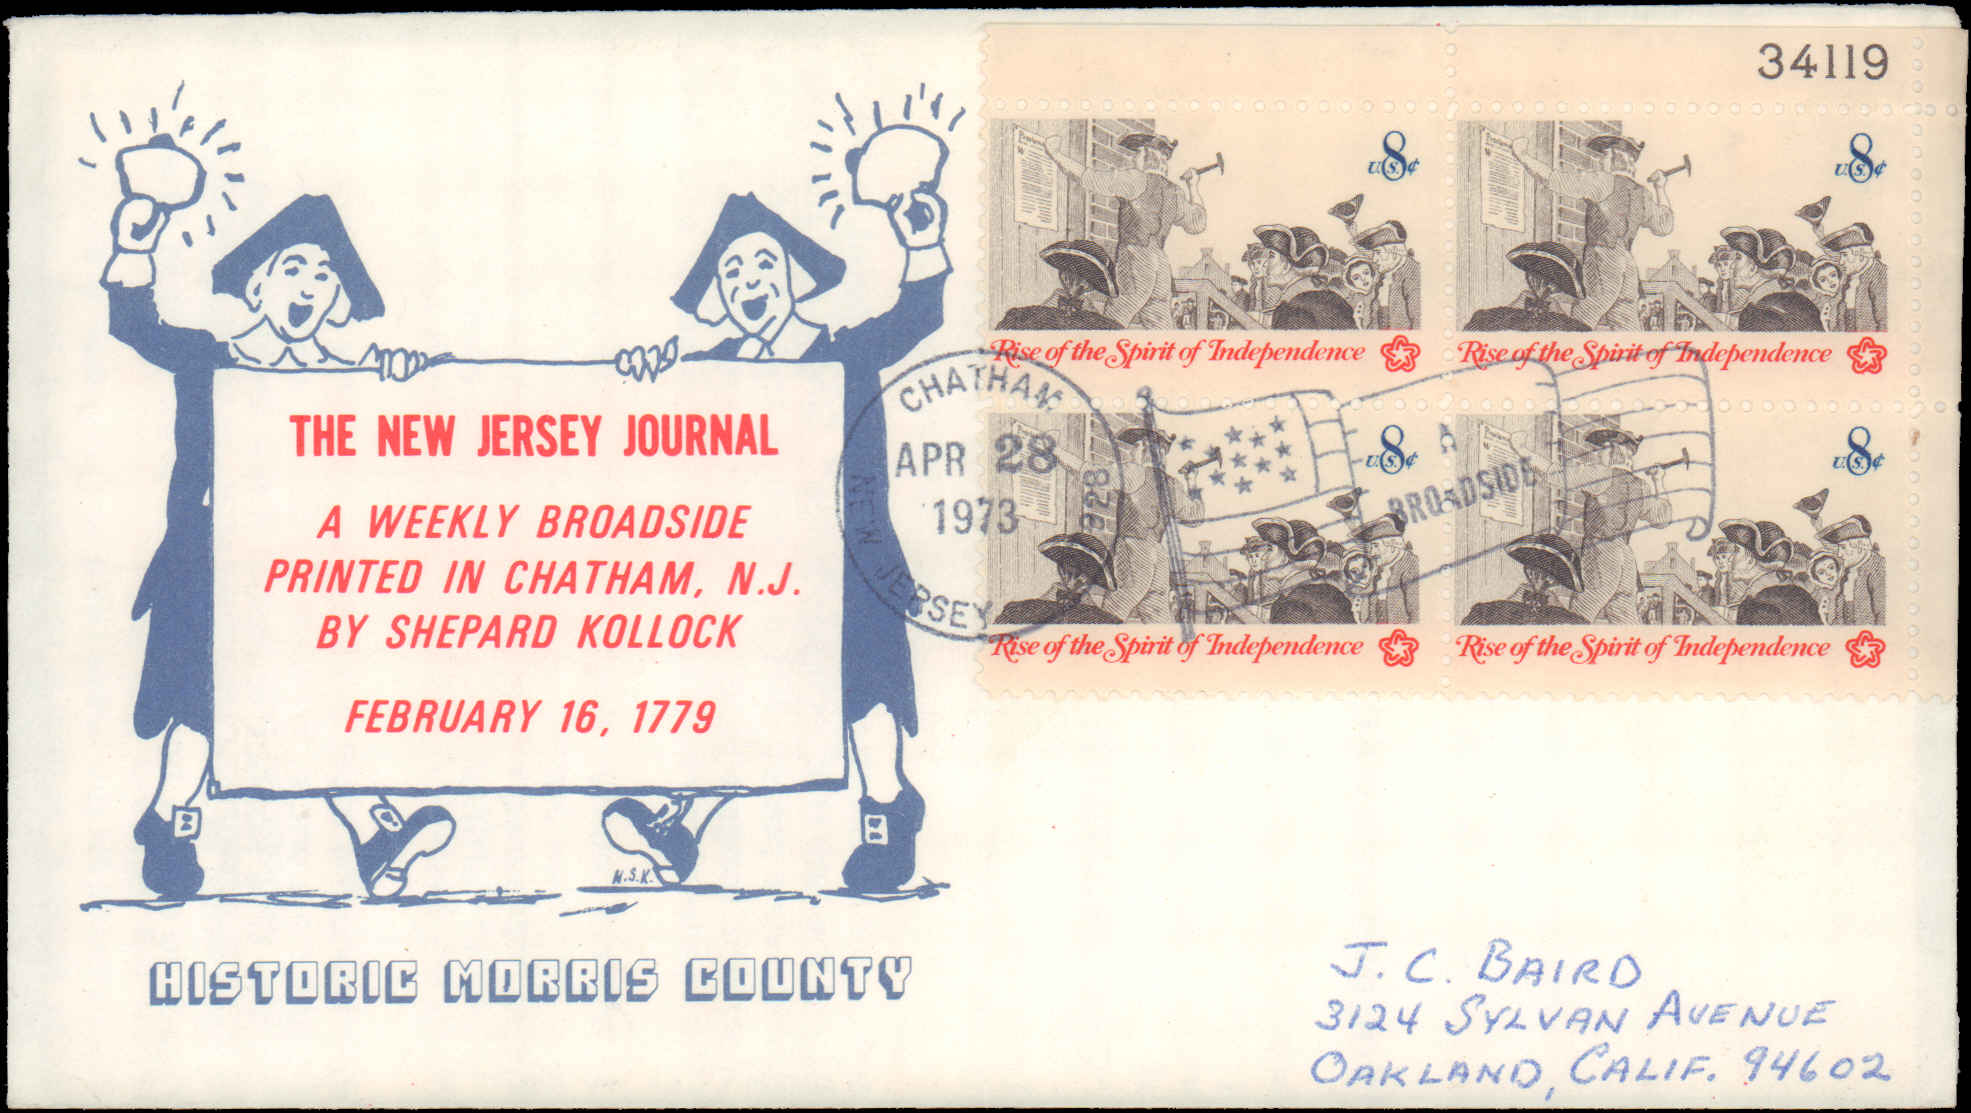 THE NEW JERSEY JOURNAL
A WEEKLY BROADSIDE
PRINTED IN CHATHAM, N.J.
BY SHEPARD KOLLOCK
FEBRUARY 16, 1779
H.S.K.
HISTORIC MORRIS COUNTY
34119
8
U.S. ¢
Rise of the Spirit of Independence
8
U.S. ¢
Rise of the Spirit of Independence
8
U.S. ¢
Rise of the Spirit of Independence
8
U.S. ¢
Rise of the Spirit of Independence
CHATHAM
APR 28
1973
NEW JERSEY
07928
A
BROADSIDE
J. C. BAIRD
3124 SYLVAN AVENUE
OAKLAND, CALIF. 94602